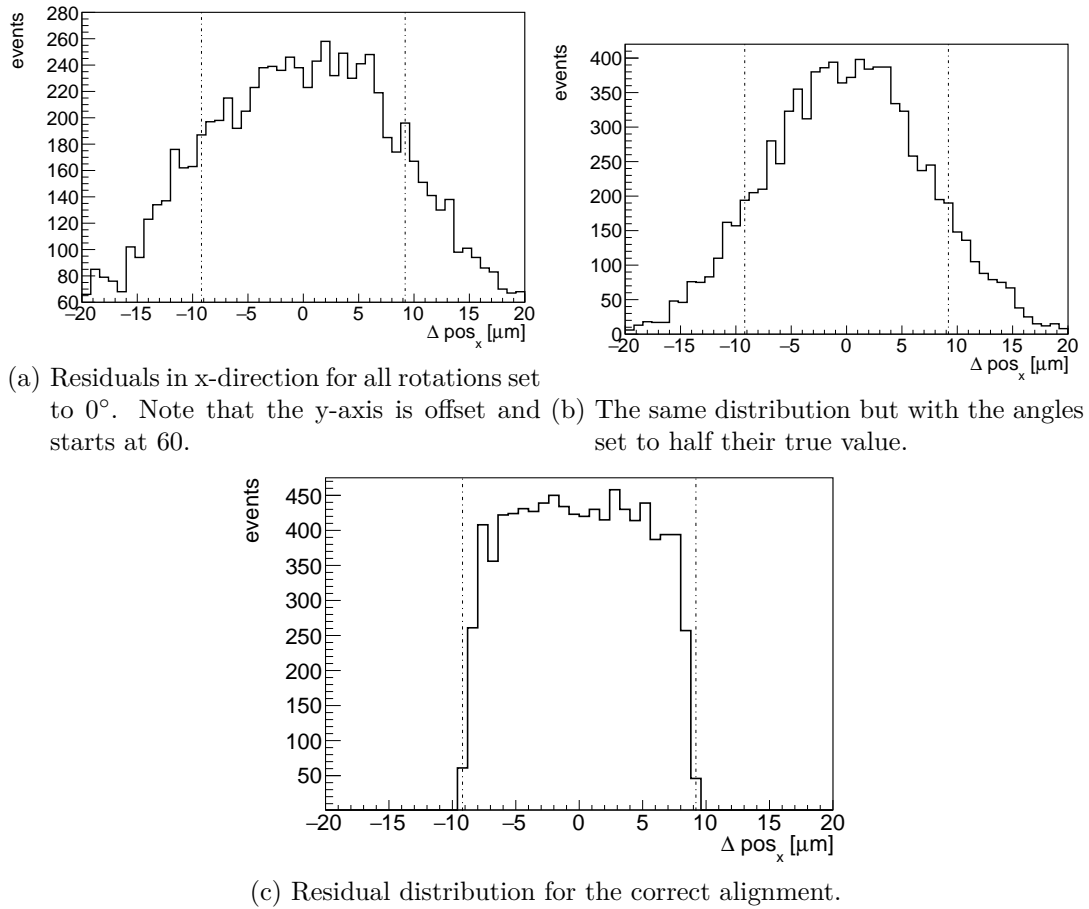 events
280
260
240
220
200
180
160
140
120
100
80
60
−20 −15 −10 −5 0 5 10 15 20
Δ pos_x [μm]
(a) Residuals in x-direction for all rotations set
to 0°. Note that the y-axis is offset and
starts at 60.
events
400
350
300
250
200
150
100
50
0
−20 −15 −10 −5 0 5 10 15 20
Δ pos_x [μm]
(b) The same distribution but with the angles
set to half their true value.
events
450
400
350
300
250
200
150
100
50
−20 −15 −10 −5 0 5 10 15 20
Δ pos_x [μm]
(c) Residual distribution for the correct alignment.